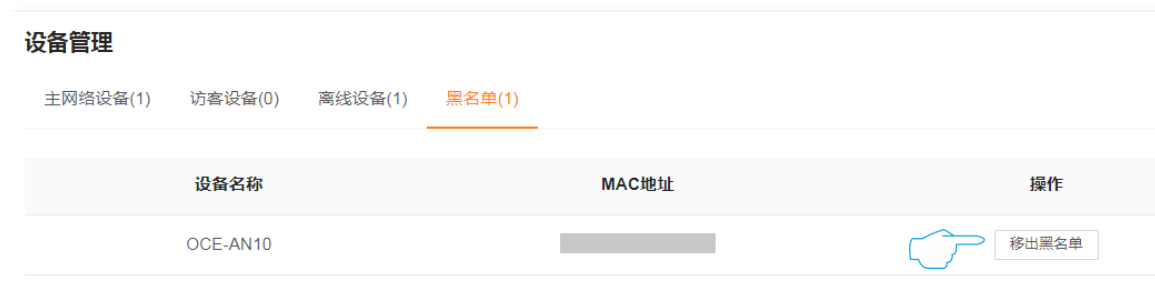 设备管理
主网络设备(1) 访客设备(0) 离线设备(1) 黑名单(1)
设备名称 MAC地址 操作
OCE-AN10 移出黑名单